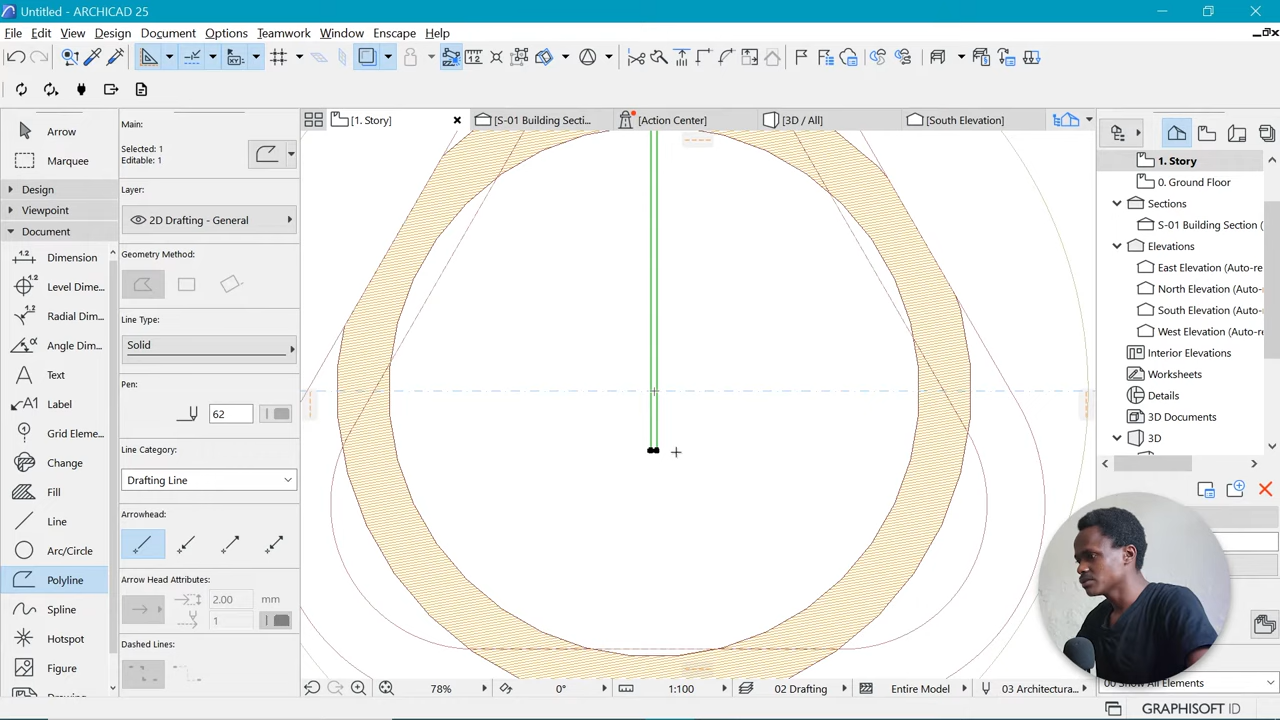 Untitled - ARCHICAD 25
File Edit View Design Document Options Teamwork Window Enscape Help
[1. Story]
[S-01 Building Secti...
[Action Center]
[3D / All]
[South Elevation]
Arrow
Marquee
Design
Viewpoint
Document
Dimension
Level Dime...
Radial Dim...
Angle Dim...
Text
Label
Grid Eleme...
Change
Fill
Line
Arc/Circle
Polyline
Spline
Hotspot
Figure
Main:
Selected: 1
Editable: 1
Layer:
2D Drafting - General
Geometry Method:
Line Type:
Solid
Pen:
62
Line Category:
Drafting Line
Arrowhead:
Arrow Head Attributes:
2.00 mm
1
Dashed Lines:
1. Story
0. Ground Floor
Sections
S-01 Building Section (
Elevations
East Elevation (Auto-re
North Elevation (Auto-
South Elevation (Auto-
West Elevation (Auto-r
Interior Elevations
Worksheets
Details
3D Documents
3D
78%
0°
1:100
02 Drafting
Entire Model
03 Architectura...
Show All Elements
GRAPHISOFT ID